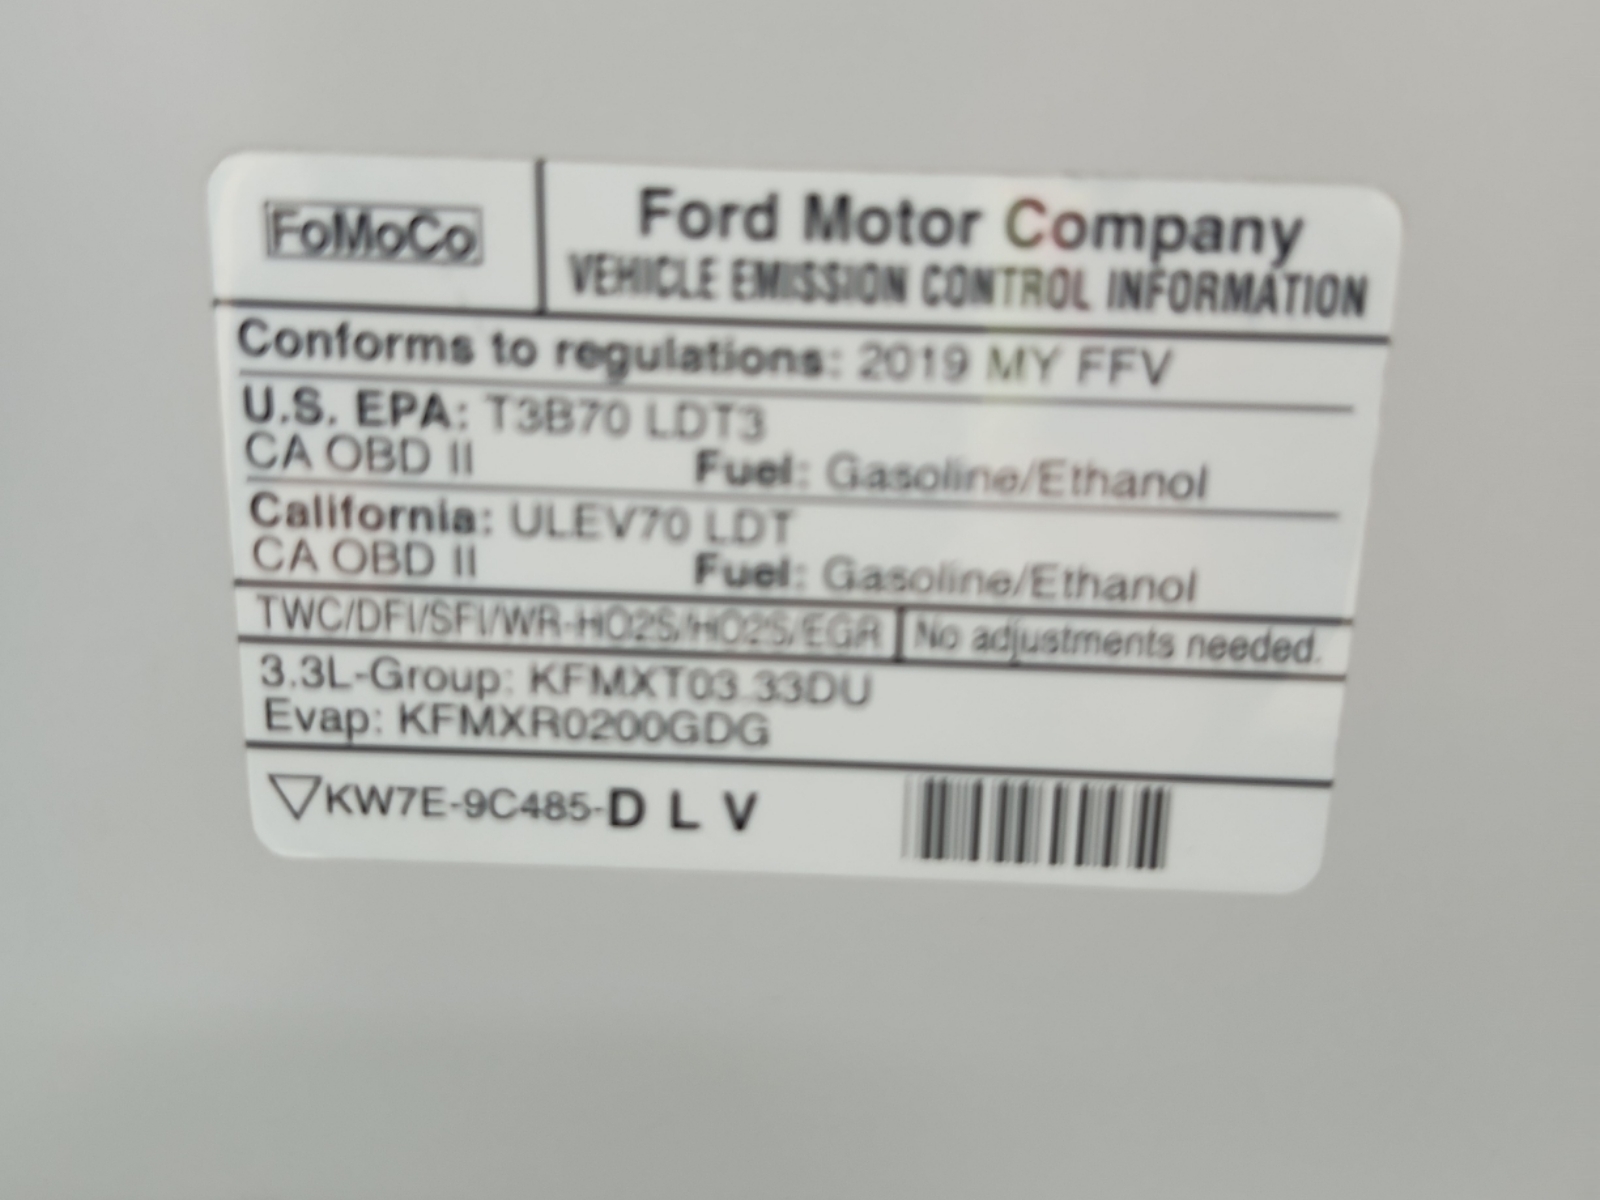 FoMoCo
Ford Motor Company
VEHICLE EMISSION CONTROL INFORMATION
Conforms to regulations: 2019 MY FFV
U.S. EPA: T3B70 LDT3
CA OBD II Fuel: Gasoline/Ethanol
California: ULEV70 LDT
CA OBD II Fuel: Gasoline/Ethanol
TWC/DFI/SFI/WR-HO2S/HO2S/EGR No adjustments needed.
3.3L-Group: KFMXT03.33DU
Evap: KFMXR0200GDG
KW7E-9C485-D L V